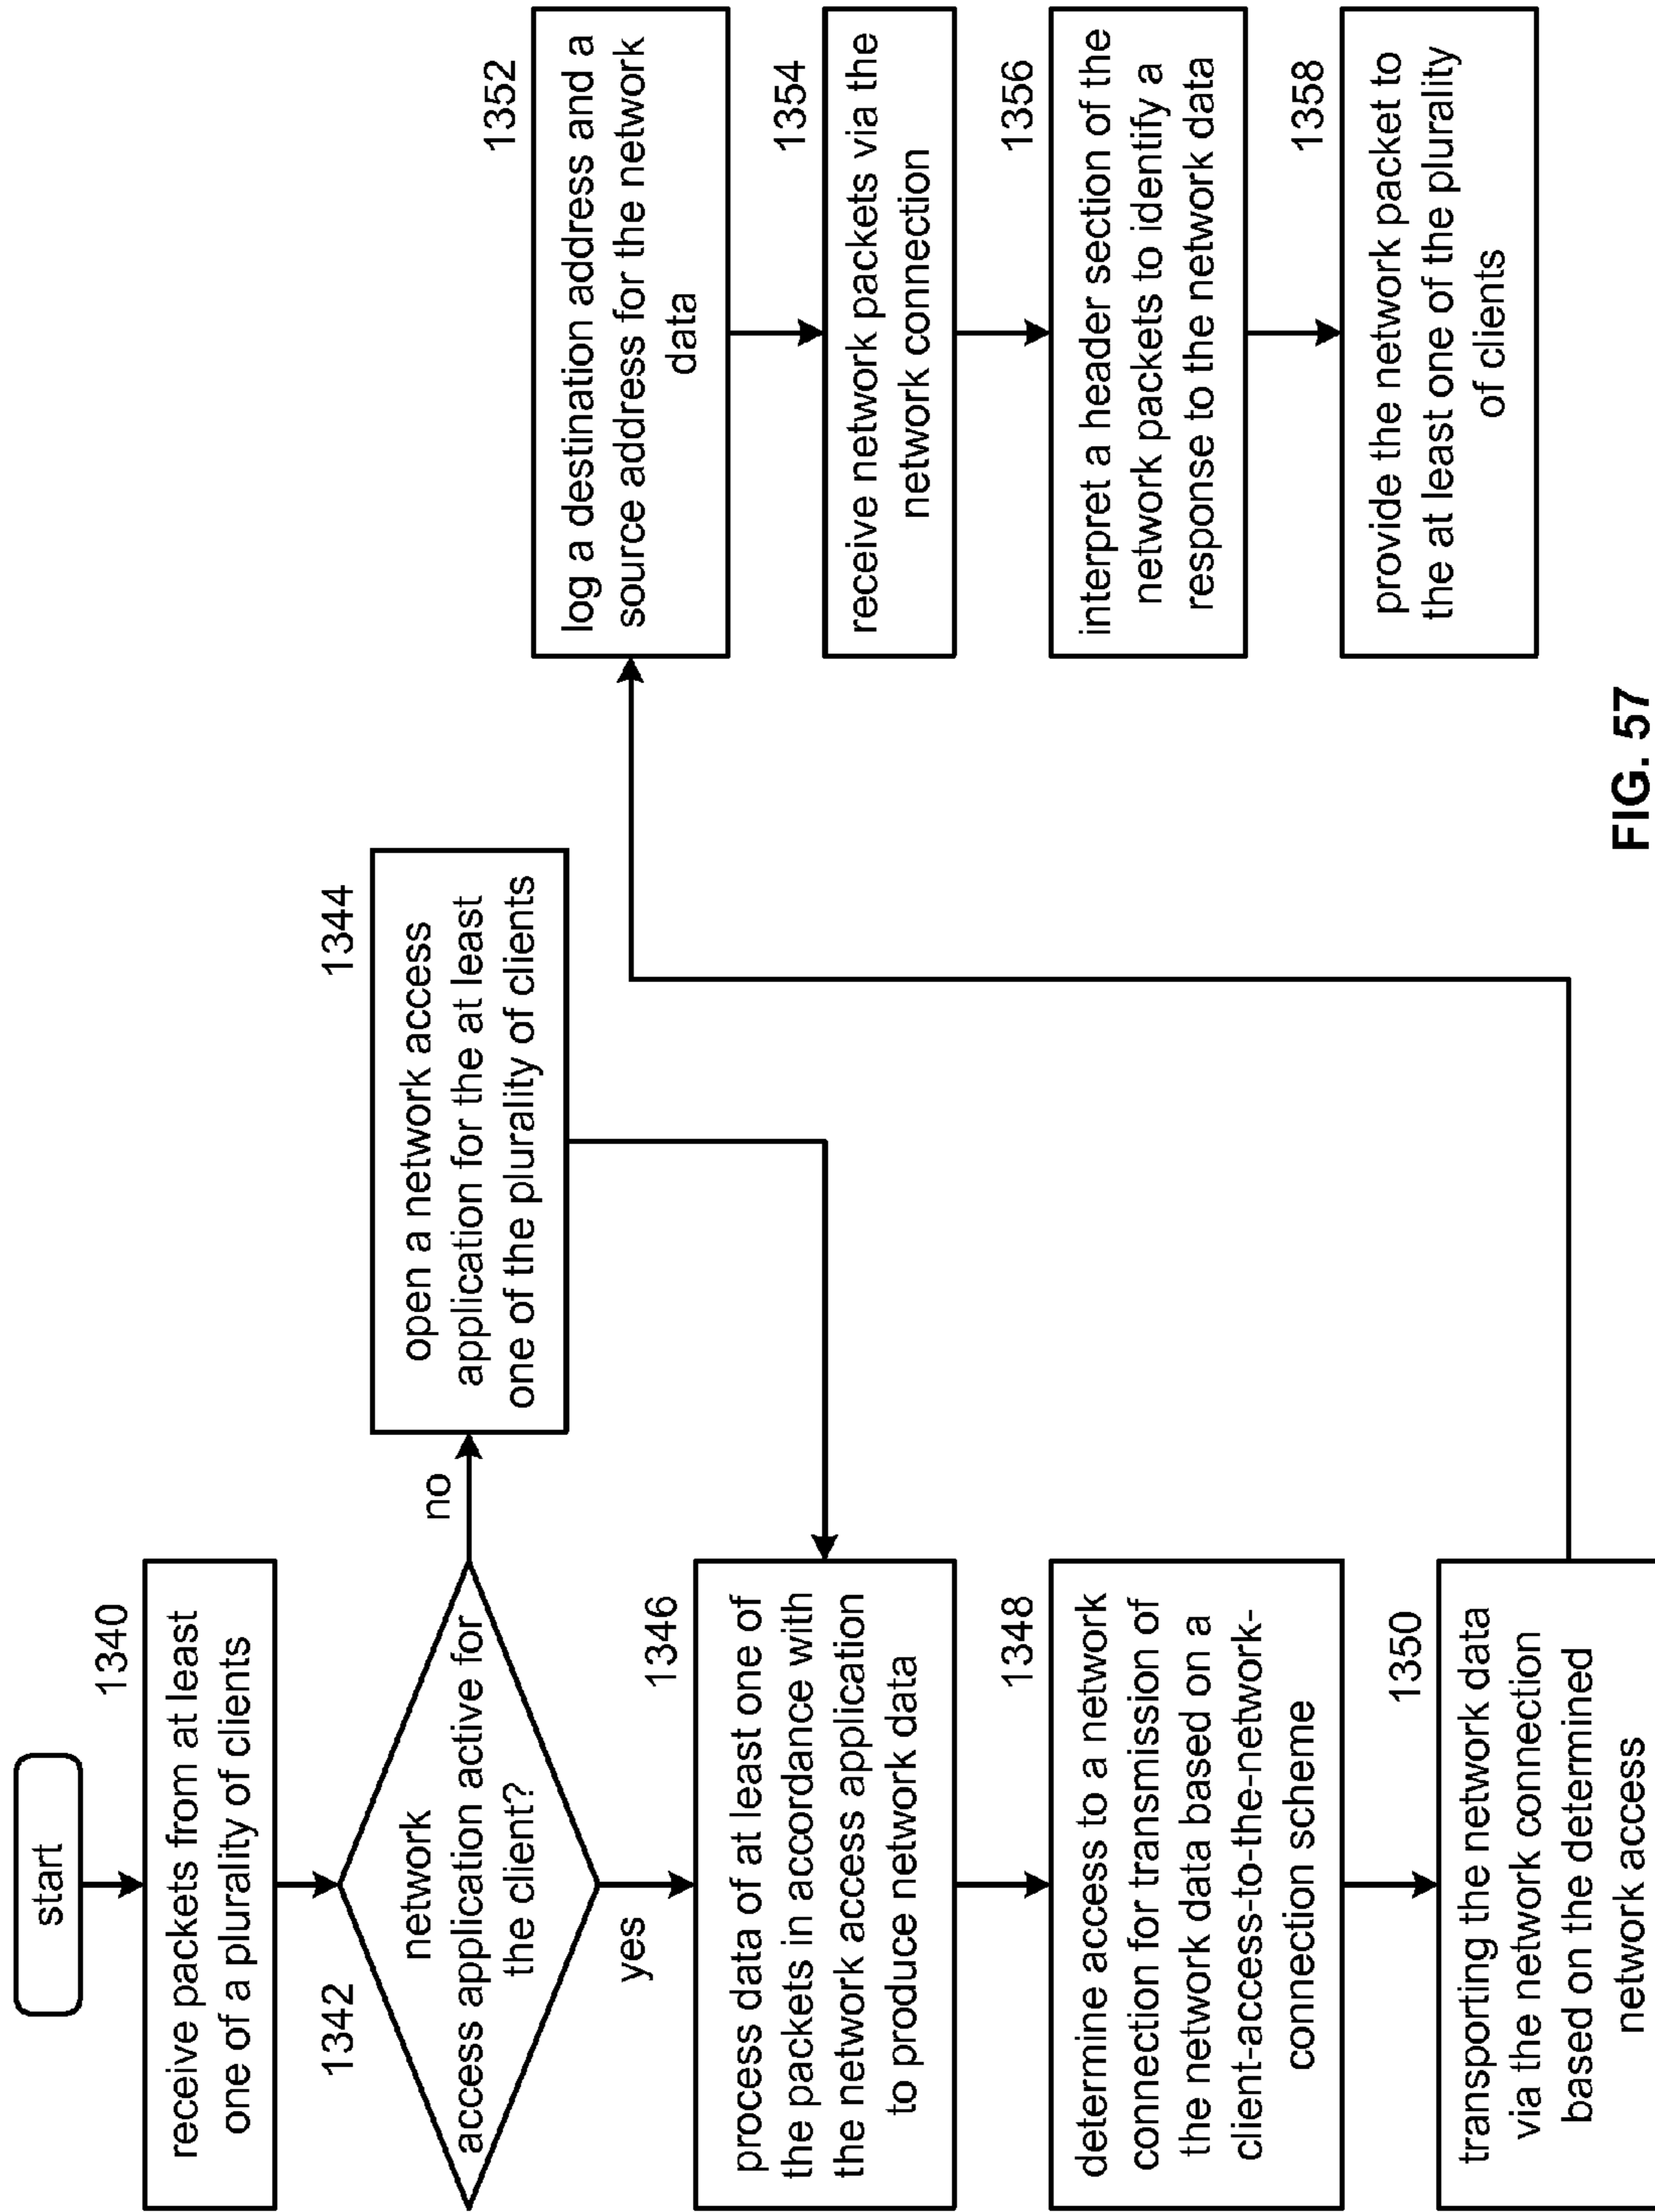 start
1340
receive packets from at least
one of a plurality of clients
1342
network
access application active for
the client?
no
yes
1344
open a network access
application for the at least
one of the plurality of clients
1346
process data of at least one of
the packets in accordance with
the network access application
to produce network data
1348
determine access to a network
connection for transmission of
the network data based on a
client-access-to-the-network-
connection scheme
1350
transporting the network data
via the network connection
based on the determined
network access
1352
log a destination address and a
source address for the network
data
1354
receive network packets via the
network connection
1356
interpret a header section of the
network packets to identify a
response to the network data
1358
provide the network packet to
the at least one of the plurality
of clients
FIG. 57